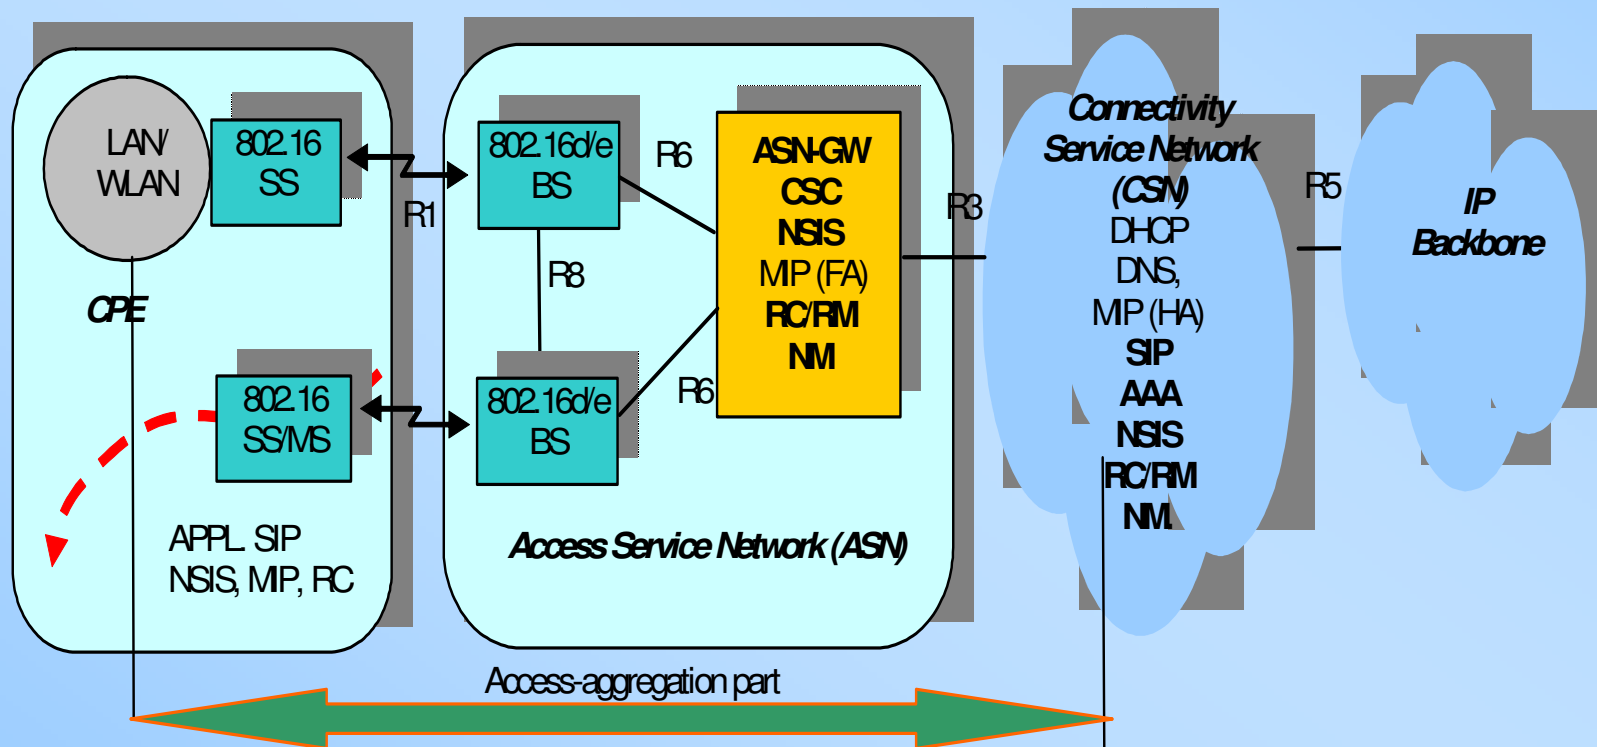 LAN/
WLAN
802.16
SS
CPE
802.16
SS/MS
APPL. SIP
NSIS, MIP, RC
R1
802.16d/e
BS
R8
802.16d/e
BS
R6
R6
ASN-GW
CSC
NSIS
MIP (FA)
RC/RM
NM
Access Service Network (ASN)
R3
Connectivity
Service Network
(CSN)
DHCP
DNS,
MIP (HA)
SIP
AAA
NSIS
RC/RM
NM.
R5
IP
Backbone
Access-aggregation part